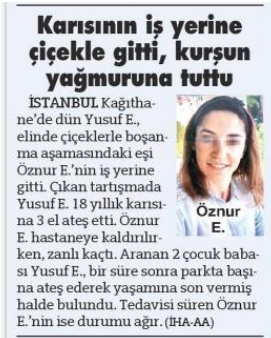 Karısının iş yerine
çiçekle gitti, kurşun
yağmuruna tuttu
İSTANBUL Kağıtha-
ne'de dün Yusuf E.,
elinde çiçeklerle boşan-
ma aşamasındaki eşi
Öznur E.'nin iş yerine
gitti. Çıkan tartışmada
Yusuf E. 18 yıllık karısı-
na 3 el ateş etti. Öznur
E. hastaneye kaldırılır-
ken, zanlı kaçtı. Aranan 2 çocuk baba-
sı Yusuf E., bir süre sonra parkta başı-
na ateş ederek yaşamına son vermiş
halde bulundu. Tedavisi süren Öznur
E.'nin ise durumu ağır. (İHA-AA)
Öznur
E.